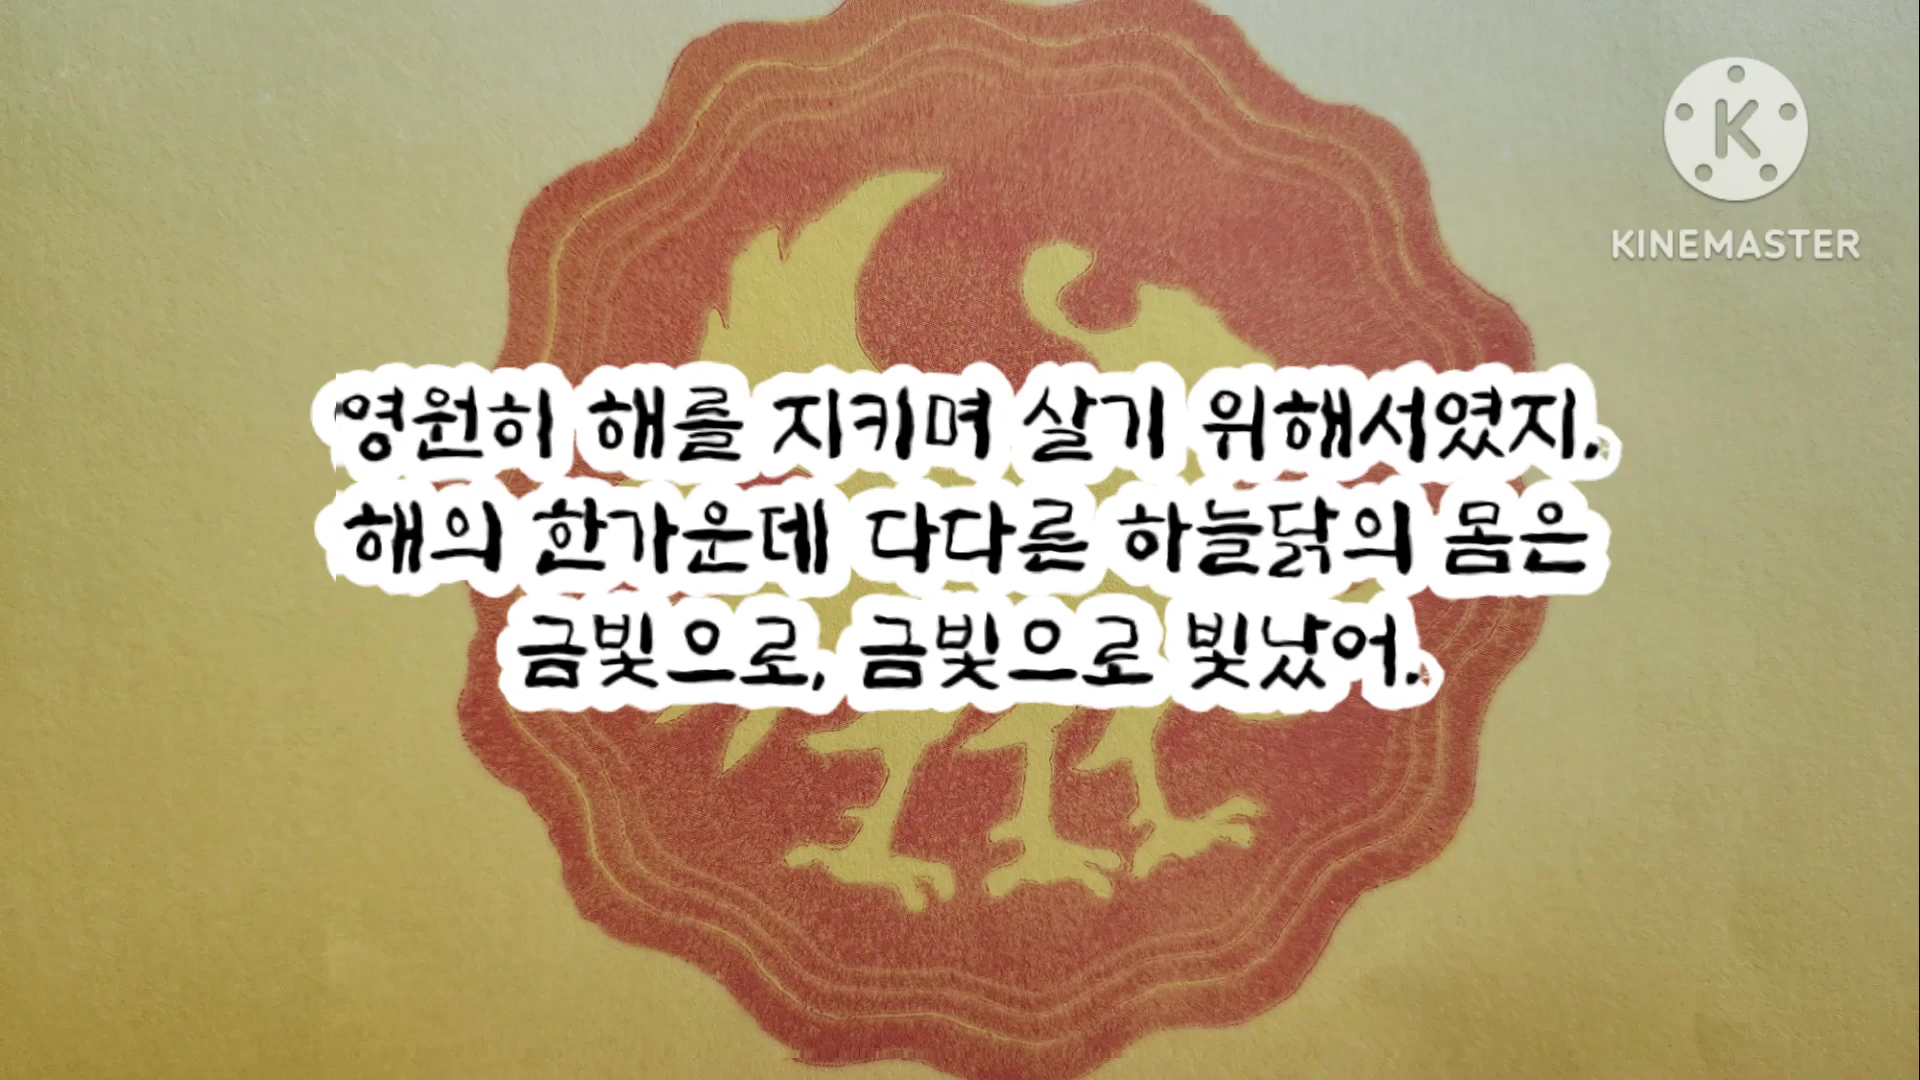 K
KINEMASTER
영원히 해를 지키며 살기 위해서였지.
해의 한가운데 다다른 하늘닭의 몸은
금빛으로, 금빛으로 빛났어.